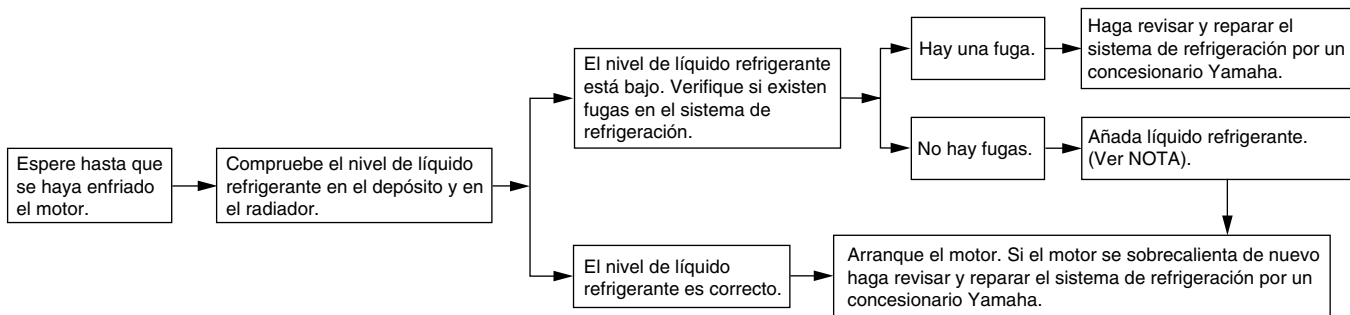 Espere hasta que
se haya enfriado
el motor.
Compruebe el nivel de líquido
refrigerante en el depósito y en
el radiador.
El nivel de líquido refrigerante
está bajo. Verifique si existen
fugas en el sistema de
refrigeración.
Hay una fuga.
Haga revisar y reparar el
sistema de refrigeración por un
concesionario Yamaha.
No hay fugas.
Añada líquido refrigerante.
(Ver NOTA).
El nivel de líquido
refrigerante es correcto.
Arranque el motor. Si el motor se sobrecalienta de nuevo
haga revisar y reparar el sistema de refrigeración por un
concesionario Yamaha.